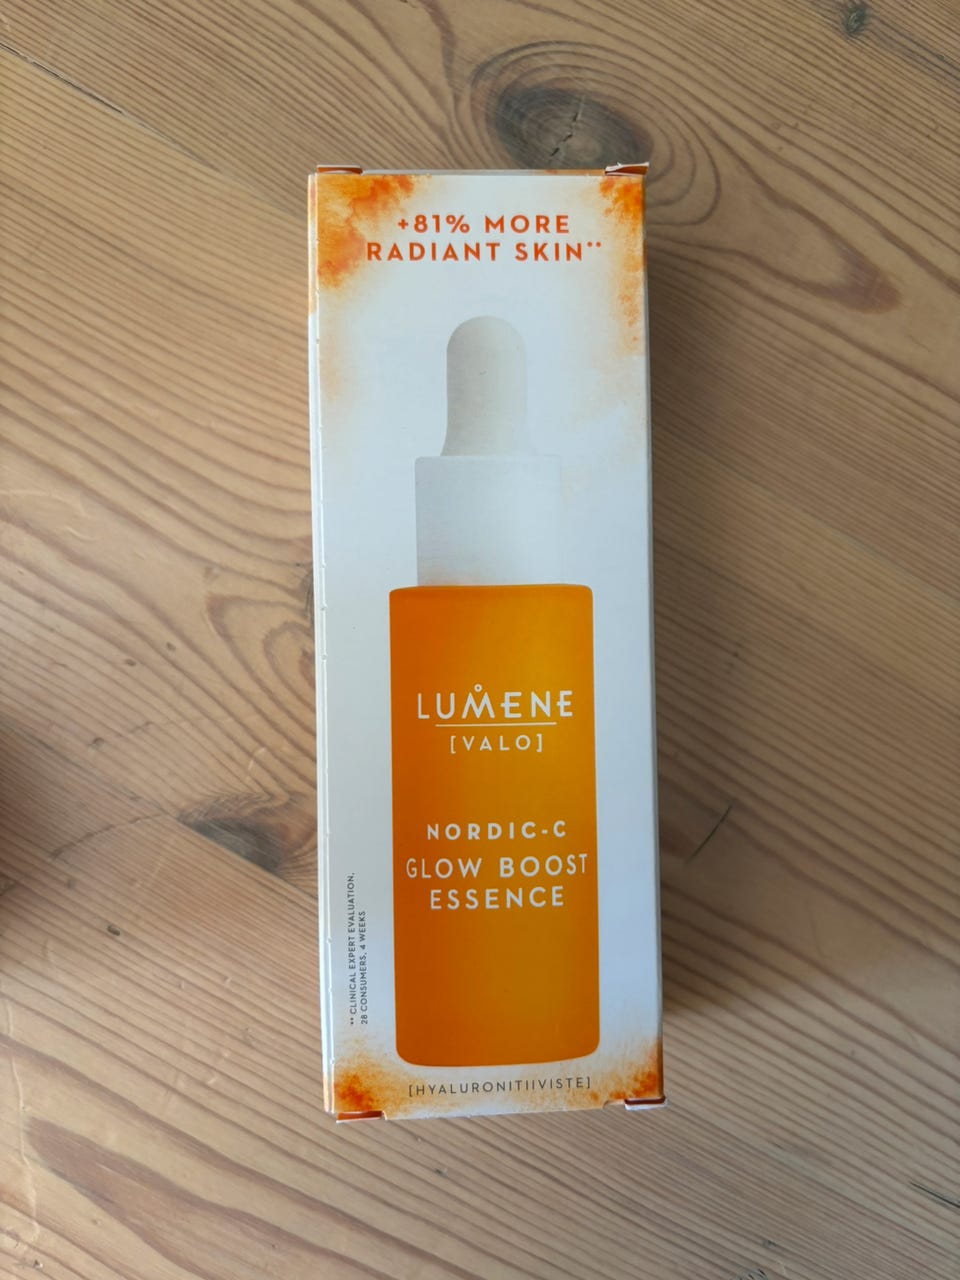 +81% MORE
RADIANT SKIN**
LUMENE
[VALO]
NORDIC-C
GLOW BOOST
ESSENCE
** CLINICAL EXPERT EVALUATION,
28 CONSUMERS, 4 WEEKS
[HYALURONITIIVISTE]